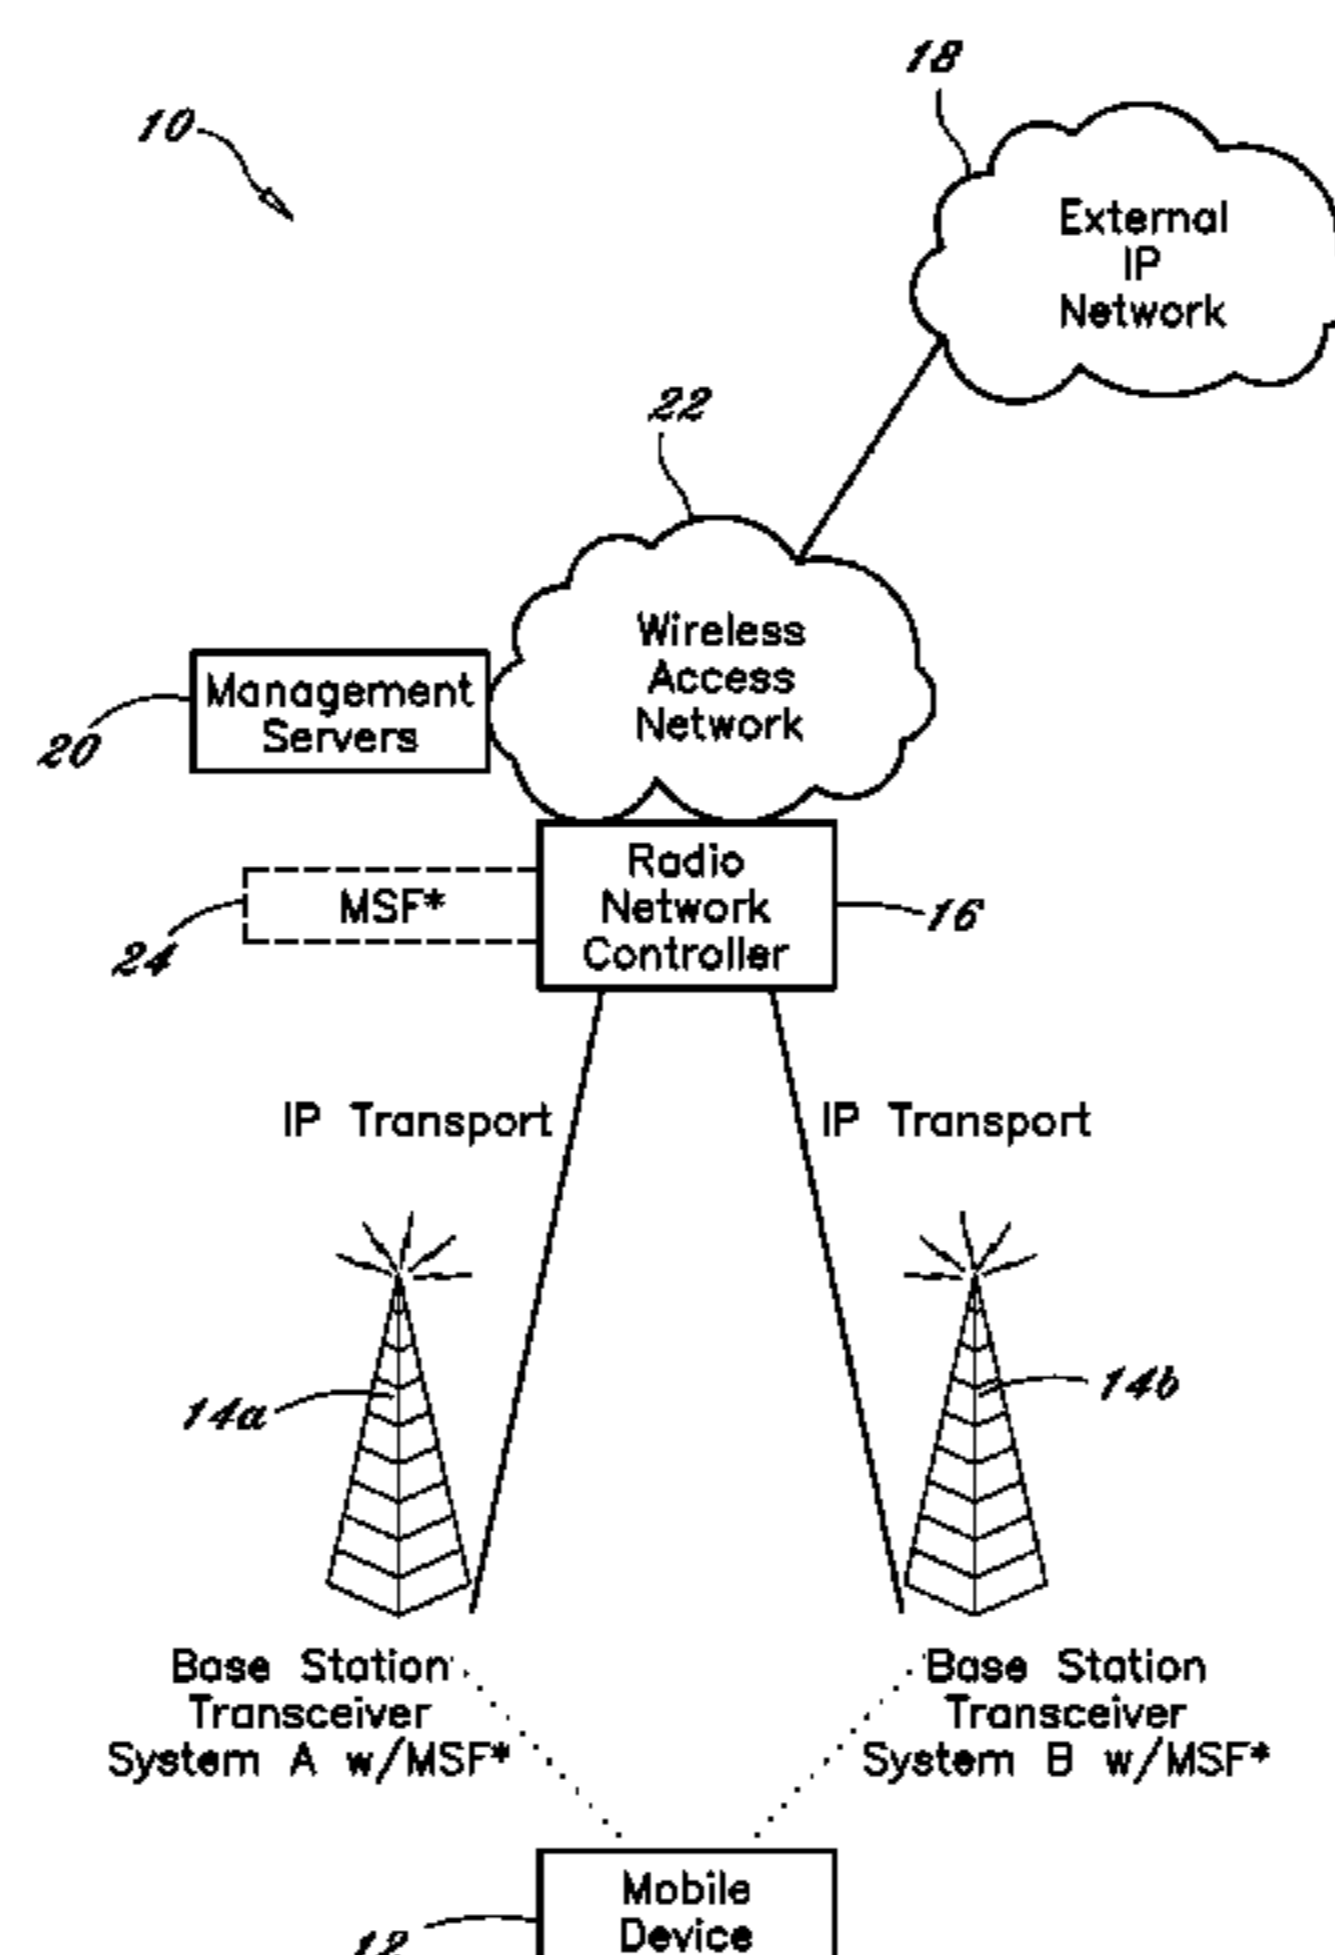 18
10
External
IP
Network
22
Wireless
Access
Network
Management
Servers
20
Radio
Network
Controller
MSF*
16
24
IP Transport
IP Transport
14a
14b
Base Station
Transceiver
System A w/MSF*
Base Station
Transceiver
System B w/MSF*
Mobile
Device
12